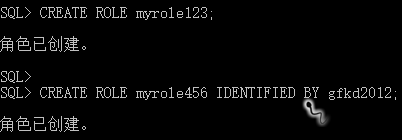 SQL> CREATE ROLE myrole123;
角色已创建。
SQL>
SQL> CREATE ROLE myrole456 IDENTIFIED BY gfkd2012;
角色已创建。